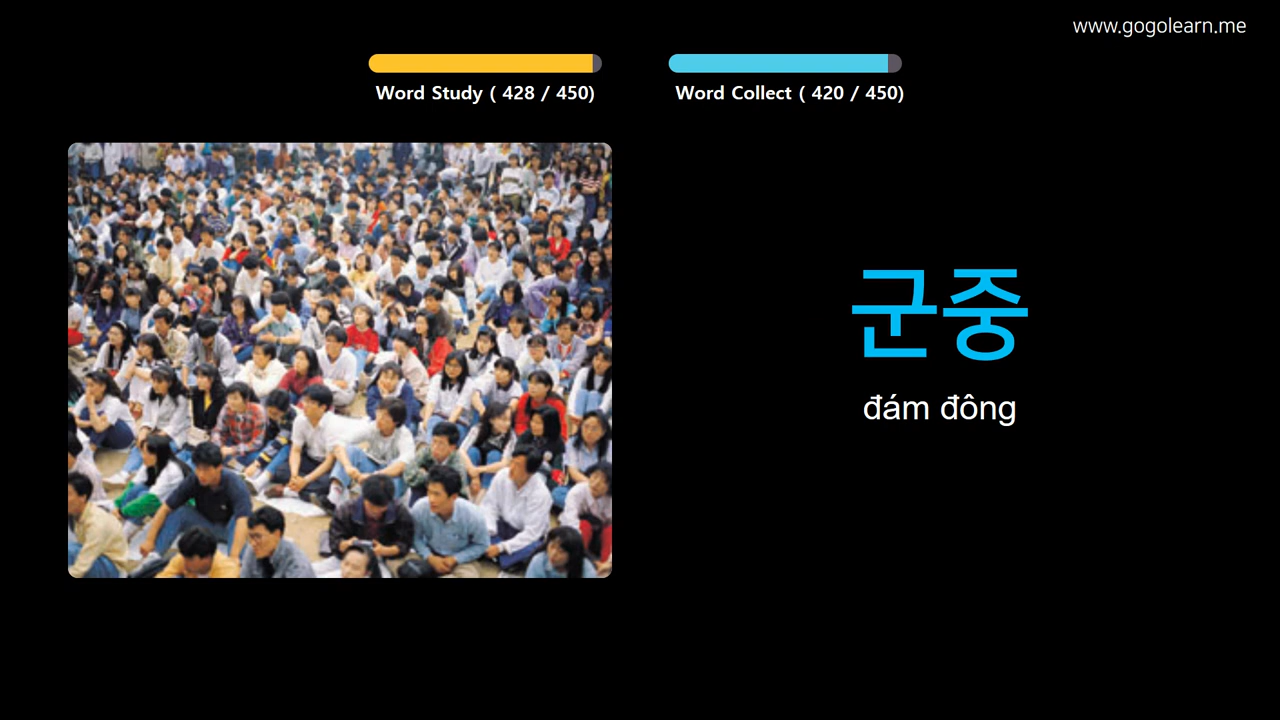 www.gogolearn.me
Word Study ( 428 / 450)
Word Collect ( 420 / 450)
군중
đám đông